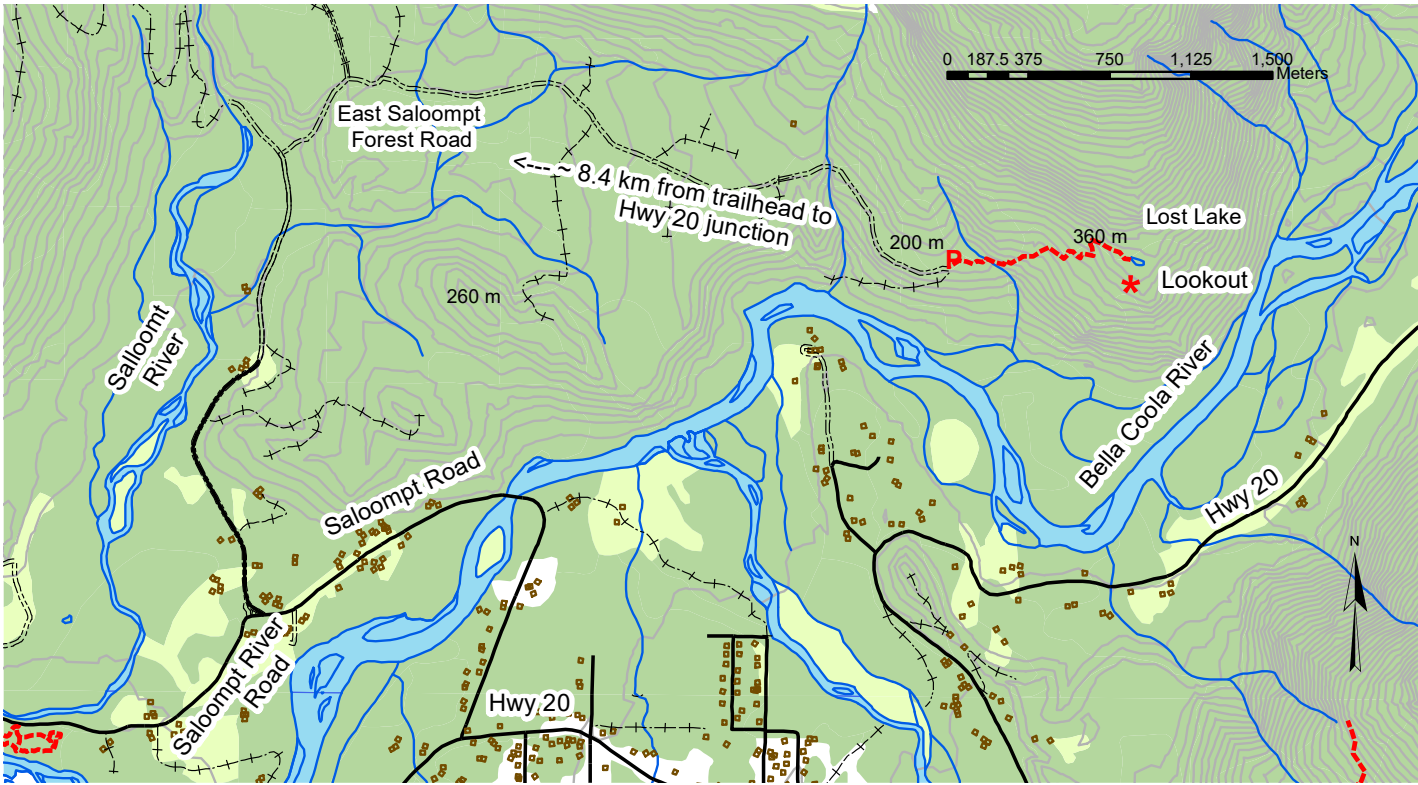 0 187.5 375 750 1,125 1,500
Meters
East Saloompt
Forest Road
<--- ~ 8.4 km from trailhead to
Hwy 20 junction
Lost Lake
200 m
360 m
P
* Lookout
260 m
Salloomt
River
Bella Coola River
Saloompt Road
Hwy 20
N
Saloompt River
Road
Hwy 20